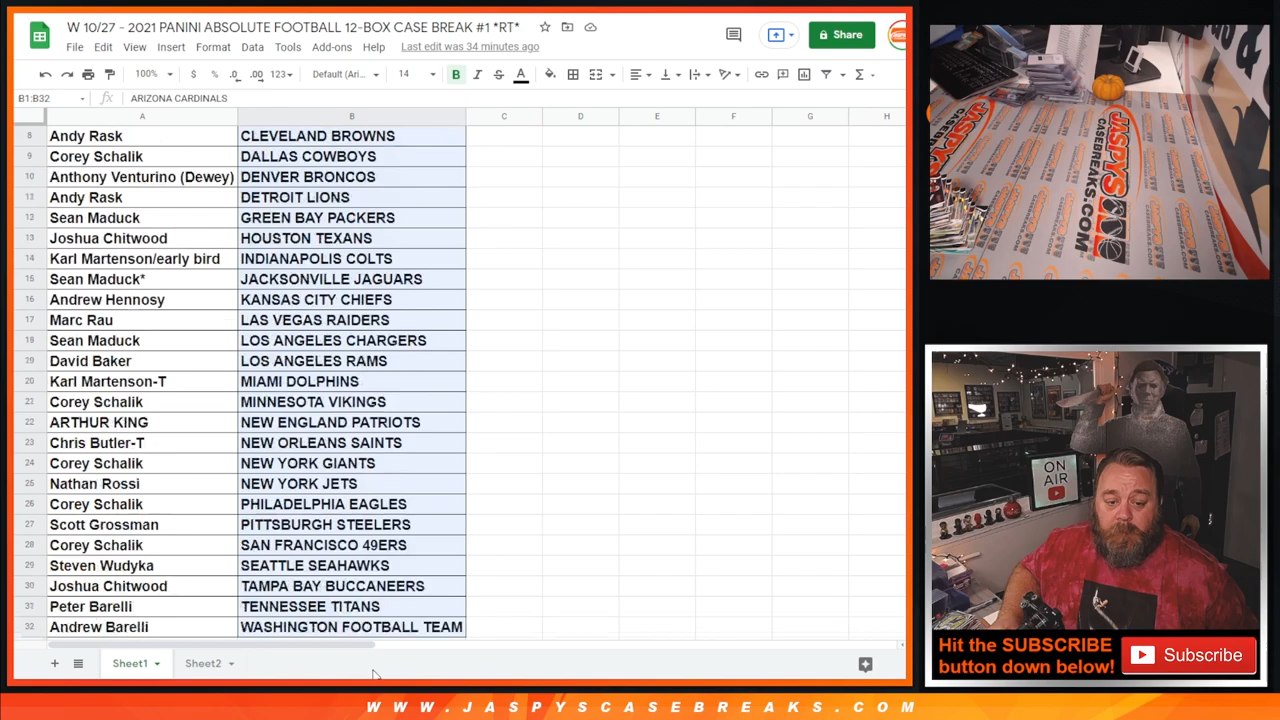 W 10/27 - 2021 PANINI ABSOLUTE FOOTBALL 12-BOX CASE BREAK #1 *RT*
File Edit View Insert Format Data Tools Add-ons Help Last edit was 34 minutes ago
Share
100% $ % .0 .00 123 Default (Ari... 14 B I S A
B1:B32 fx ARIZONA CARDINALS
A B C D E F G H
8 Andy Rask CLEVELAND BROWNS
9 Corey Schalik DALLAS COWBOYS
10 Anthony Venturino (Dewey) DENVER BRONCOS
11 Andy Rask DETROIT LIONS
12 Sean Maduck GREEN BAY PACKERS
13 Joshua Chitwood HOUSTON TEXANS
14 Karl Martenson/early bird INDIANAPOLIS COLTS
15 Sean Maduck* JACKSONVILLE JAGUARS
16 Andrew Hennosy KANSAS CITY CHIEFS
17 Marc Rau LAS VEGAS RAIDERS
Sean Maduck LOS ANGELES CHARGERS
David Baker LOS ANGELES RAMS
20 Karl Martenson-T MIAMI DOLPHINS
21 Corey Schalik MINNESOTA VIKINGS
22 ARTHUR KING NEW ENGLAND PATRIOTS
23 Chris Butler-T NEW ORLEANS SAINTS
24 Corey Schalik NEW YORK GIANTS
25 Nathan Rossi NEW YORK JETS
26 Corey Schalik PHILADELPHIA EAGLES
27 Scott Grossman PITTSBURGH STEELERS
28 Corey Schalik SAN FRANCISCO 49ERS
29 Steven Wudyka SEATTLE SEAHAWKS
30 Joshua Chitwood TAMPA BAY BUCCANEERS
31 Peter Barelli TENNESSEE TITANS
32 Andrew Barelli WASHINGTON FOOTBALL TEAM
Sheet1 Sheet2
JASPYS
CASEBREAKS.COM
ON
AIR
Hit the SUBSCRIBE
button down below!
Subscribe
WWW.JASPYSCASEBREAKS.COM